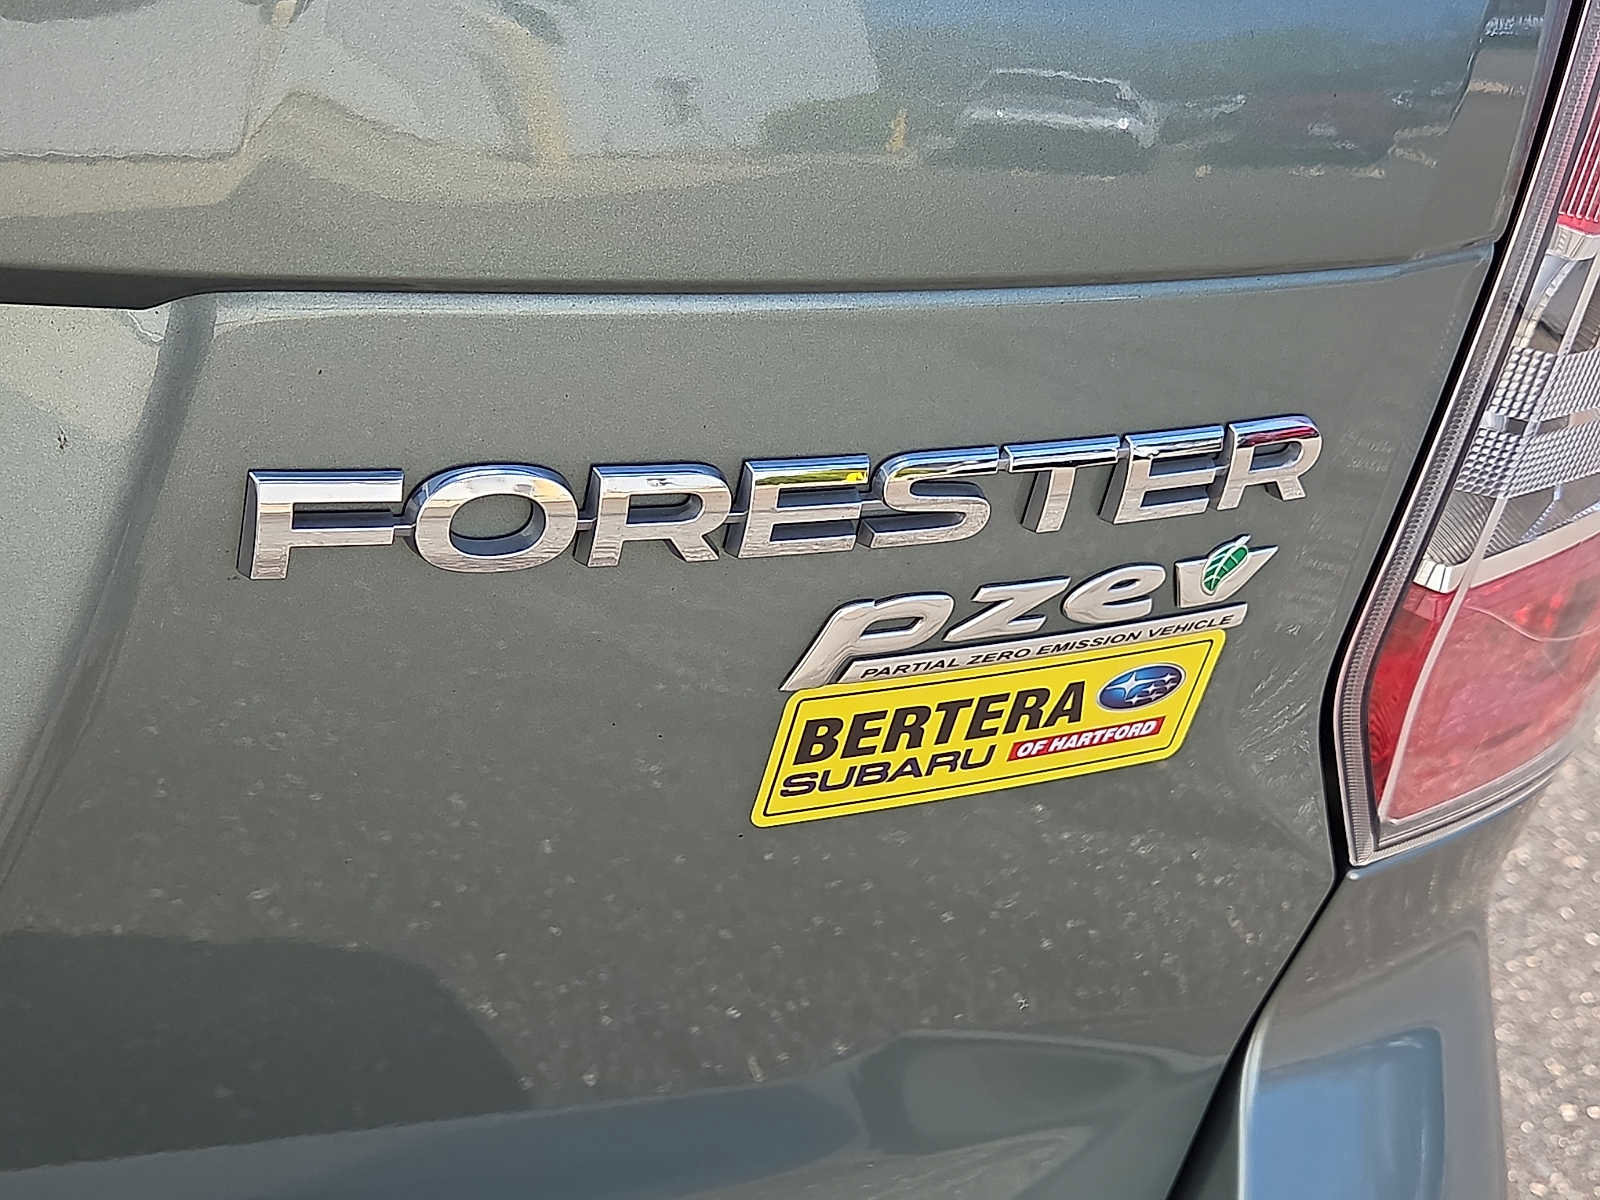 FORESTER
pzev
PARTIAL ZERO EMISSION VEHICLE
BERTERA
SUBARU OF HARTFORD